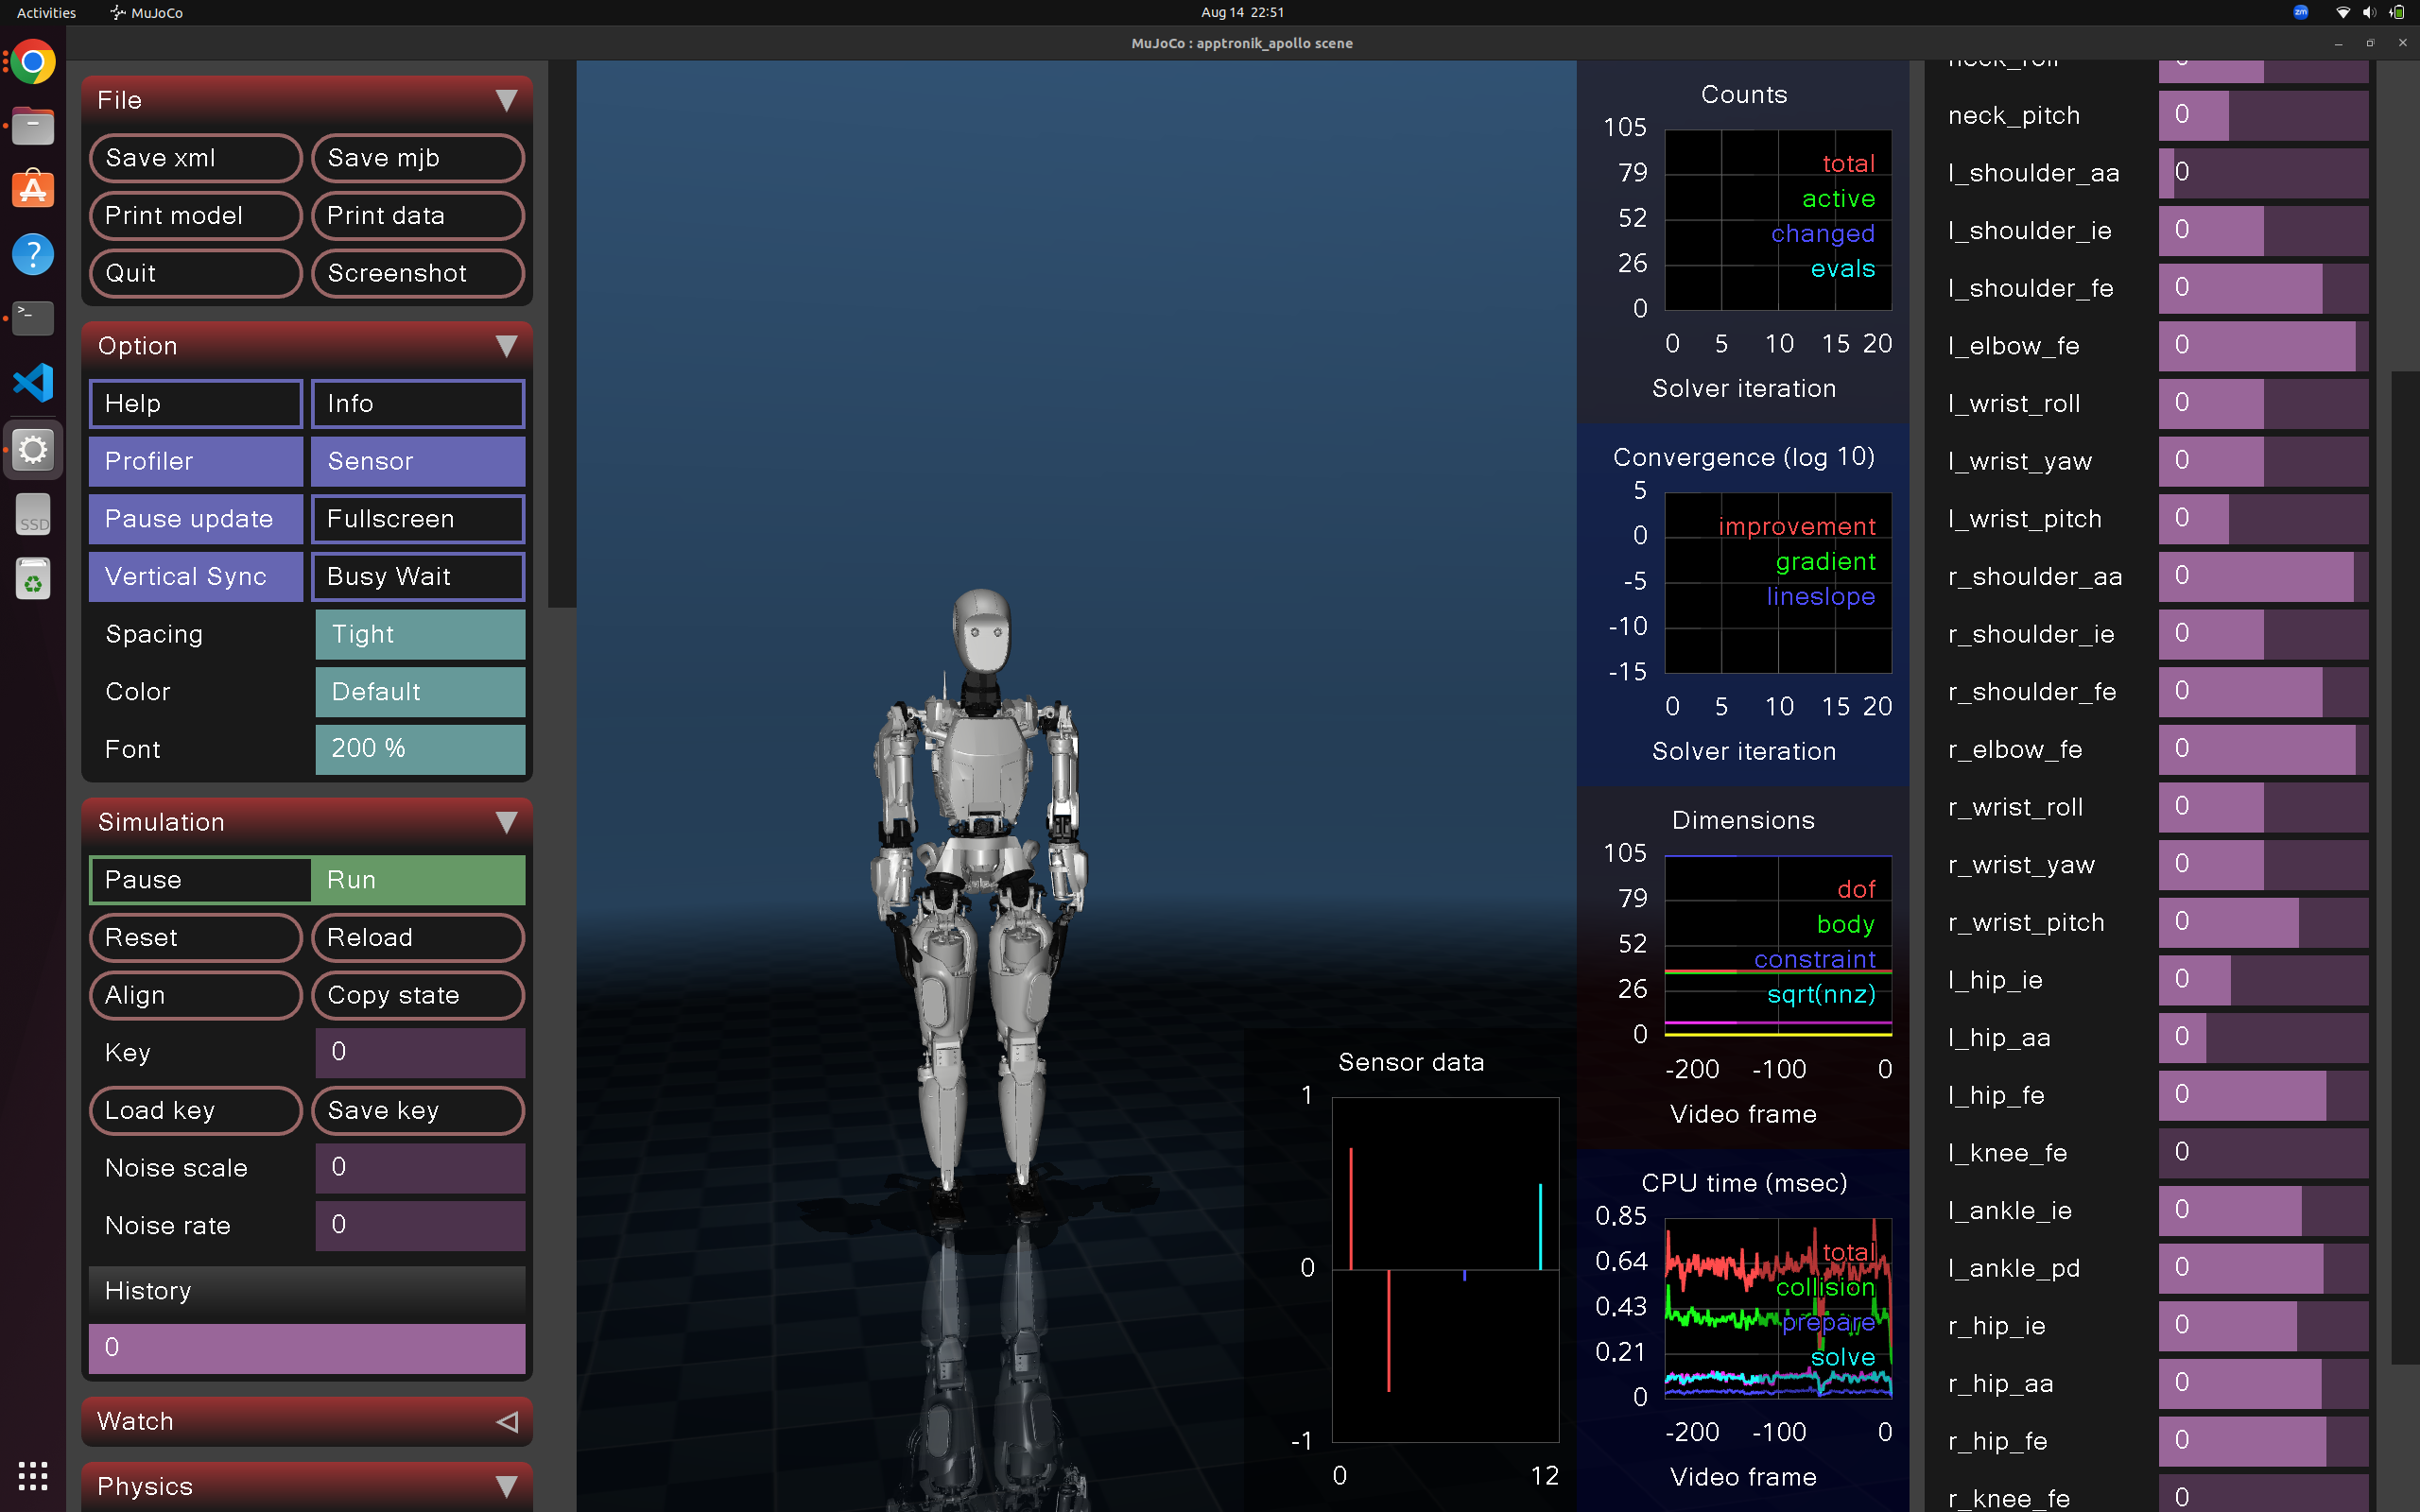 Activities
MuJoCo
Aug 14 22:51
zm
MuJoCo : apptronik_apollo scene
SSD
File
Save xml
Save mjb
Print model
Print data
Quit
Screenshot
Option
Help
Info
Profiler
Sensor
Pause update
Fullscreen
Vertical Sync
Busy Wait
Spacing
Tight
Color
Default
Font
200 %
Simulation
Pause
Run
Reset
Reload
Align
Copy state
Key
0
Load key
Save key
Noise scale
0
Noise rate
0
History
0
Watch
Physics
Sensor data
1
0
-1
0
12
Counts
105
79
52
26
0
total
active
changed
evals
0 5 10 15 20
Solver iteration
Convergence (log 10)
5
0
-5
-10
-15
improvement
gradient
lineslope
0 5 10 15 20
Solver iteration
Dimensions
105
79
52
26
0
dof
body
constraint
sqrt(nnz)
-200 -100 0
Video frame
CPU time (msec)
0.85
0.64
0.43
0.21
0
total
collision
prepare
solve
-200 -100 0
Video frame
neck_roll 0
neck_pitch 0
l_shoulder_aa 0
l_shoulder_ie 0
l_shoulder_fe 0
l_elbow_fe 0
l_wrist_roll 0
l_wrist_yaw 0
l_wrist_pitch 0
r_shoulder_aa 0
r_shoulder_ie 0
r_shoulder_fe 0
r_elbow_fe 0
r_wrist_roll 0
r_wrist_yaw 0
r_wrist_pitch 0
l_hip_ie 0
l_hip_aa 0
l_hip_fe 0
l_knee_fe 0
l_ankle_ie 0
l_ankle_pd 0
r_hip_ie 0
r_hip_aa 0
r_hip_fe 0
r_knee_fe 0